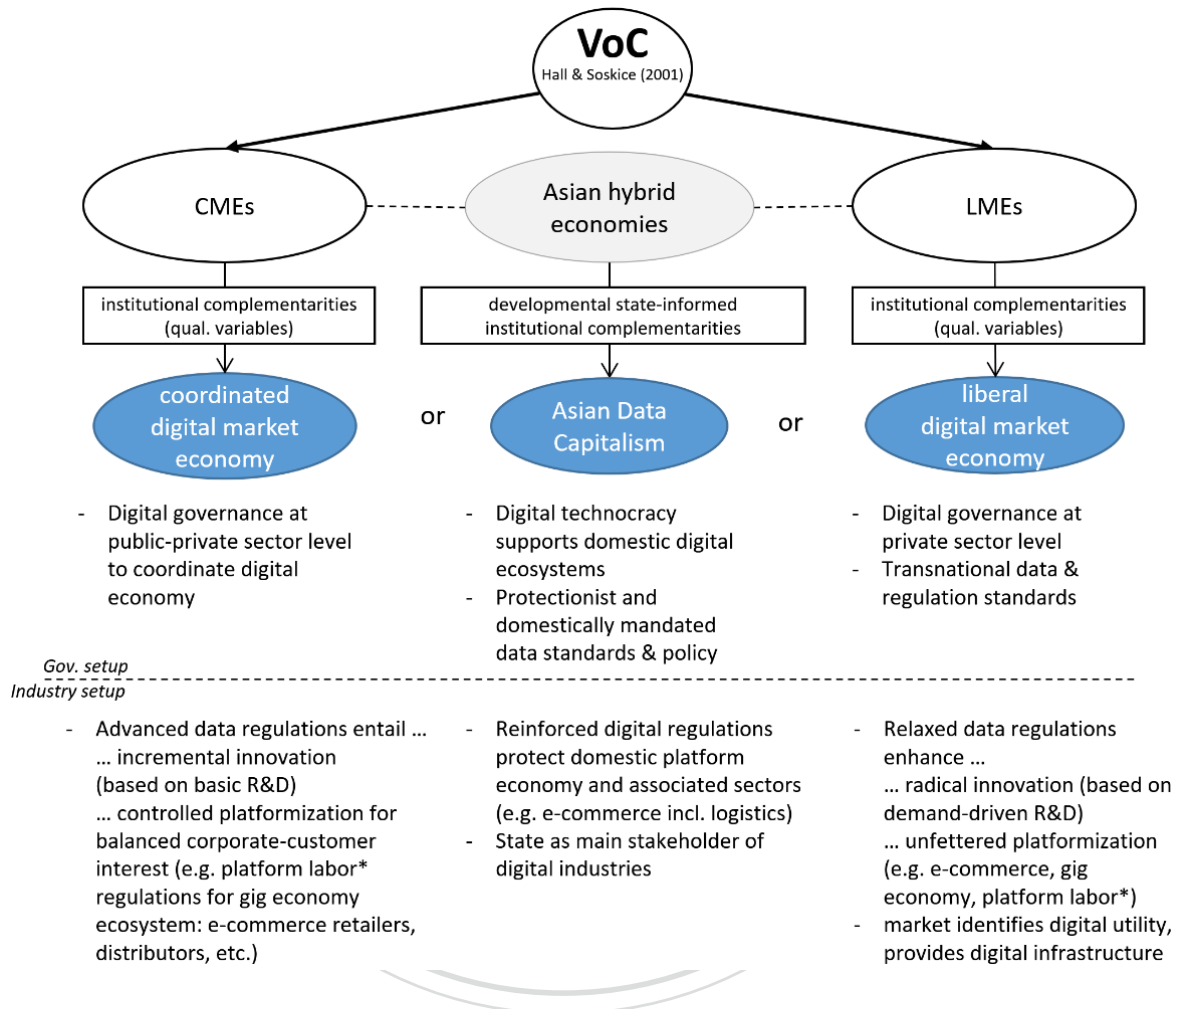 VoC
Hall & Soskice (2001)
CMEs
Asian hybrid
economies
LMEs
institutional complementarities
(qual. variables)
developmental state-informed
institutional complementarities
institutional complementarities
(qual. variables)
coordinated
digital market
economy
or
Asian Data
Capitalism
or
liberal
digital market
economy
- Digital governance at
public-private sector level
to coordinate digital
economy
- Digital technocracy
supports domestic digital
ecosystems
- Protectionist and
domestically mandated
data standards & policy
- Digital governance at
private sector level
- Transnational data &
regulation standards
Gov. setup
Industry setup
- Advanced data regulations entail ...
... incremental innovation
(based on basic R&D)
... controlled platformization for
balanced corporate-customer
interest (e.g. platform labor*
regulations for gig economy
ecosystem: e-commerce retailers,
distributors, etc.)
- Reinforced digital regulations
protect domestic platform
economy and associated sectors
(e.g. e-commerce incl. logistics)
- State as main stakeholder of
digital industries
- Relaxed data regulations
enhance ...
... radical innovation (based on
demand-driven R&D)
... unfettered platformization
(e.g. e-commerce, gig
economy, platform labor*)
- market identifies digital utility,
provides digital infrastructure